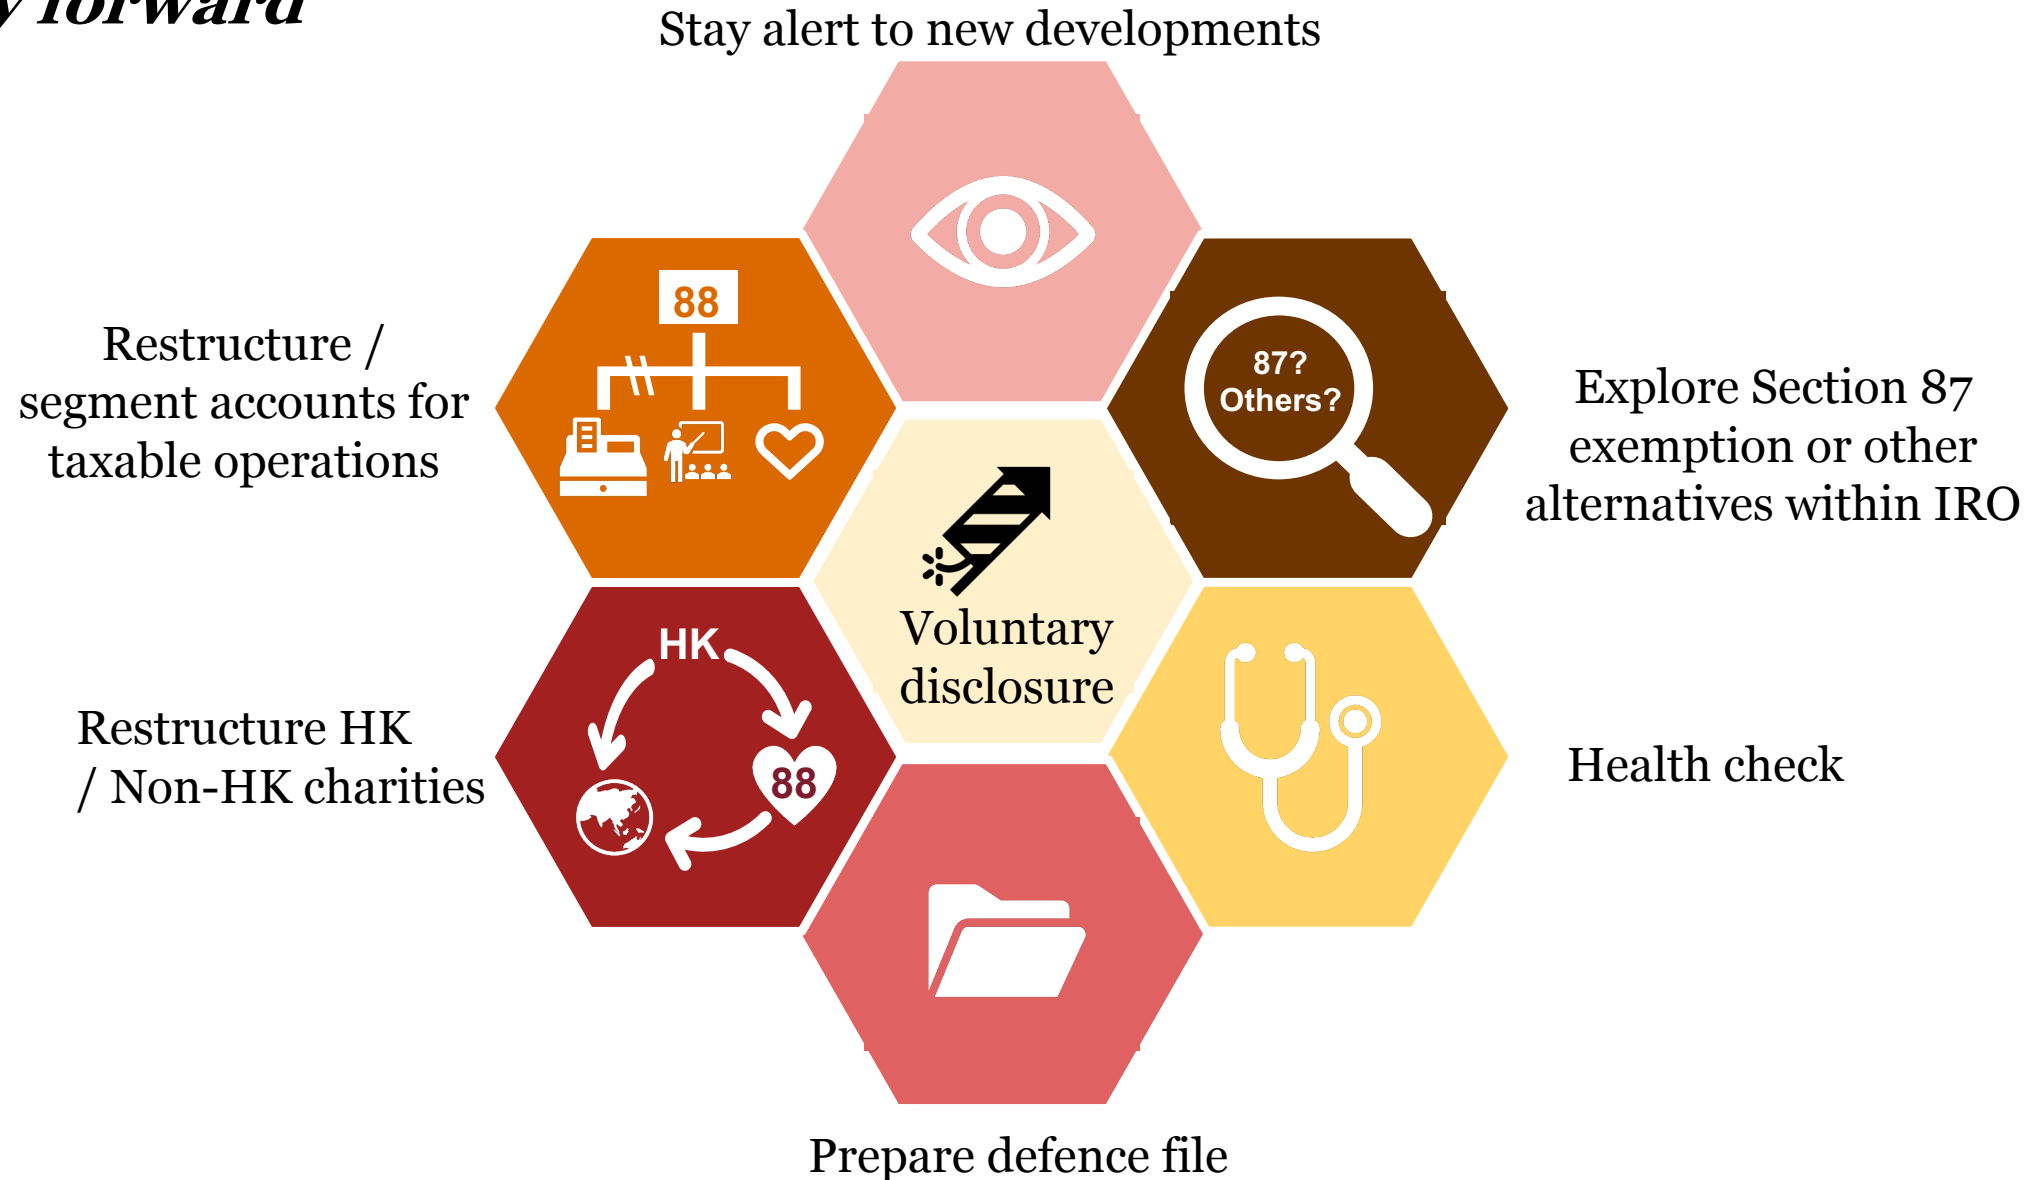 forward
Stay alert to new developments
88
Restructure /
segment accounts for
taxable operations
87?
Others?
Explore Section 87
exemption or other
alternatives within IRO
Voluntary
disclosure
HK
88
Restructure HK
/ Non-HK charities
Health check
Prepare defence file